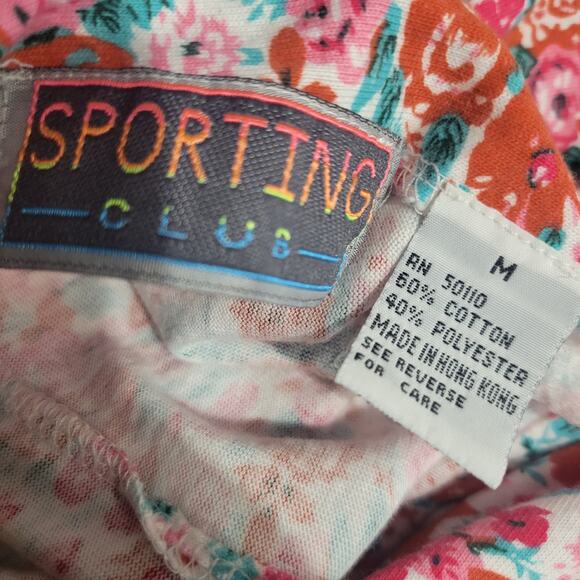 SPORTING
CLUB
M
RN 50110
60% COTTON
40% POLYESTER
MADE IN HONG KONG
SEE REVERSE
FOR CARE